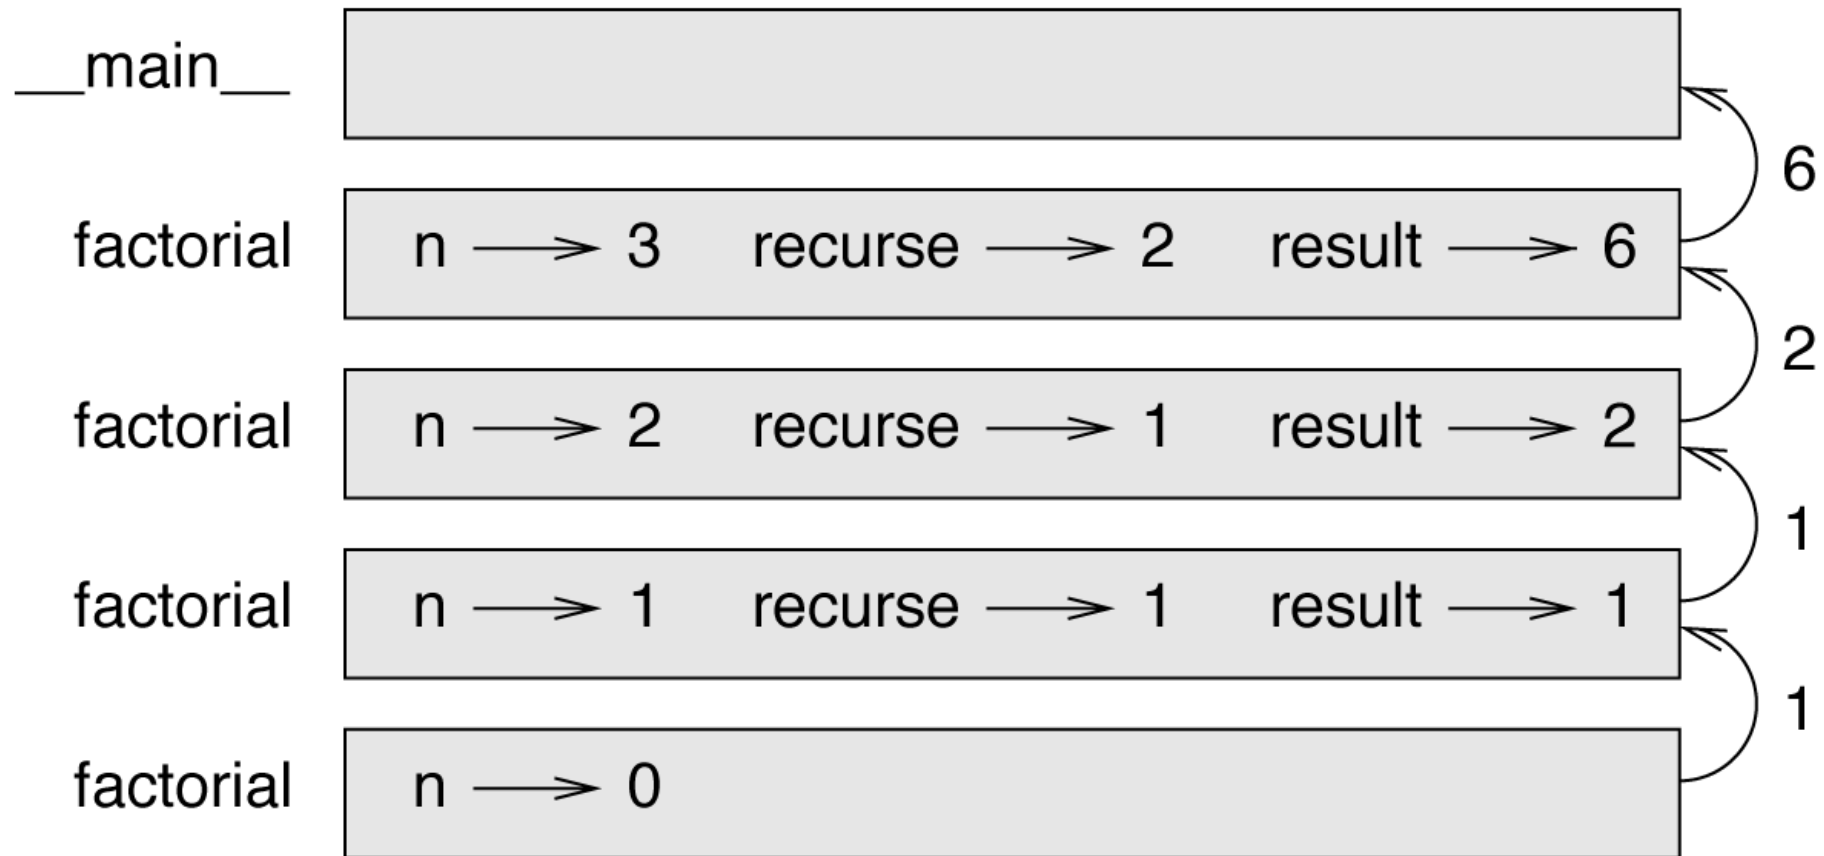 __main__
6
factorial n 3 recurse 2 result 6
2
factorial n 2 recurse 1 result 2
1
factorial n 1 recurse 1 result 1
1
factorial n 0